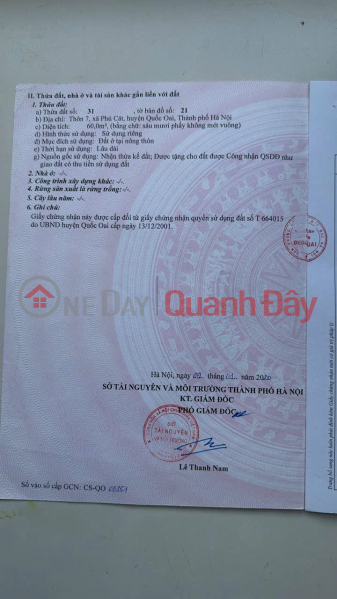 II. Thửa đất, nhà ở và tài sản khác gắn liền với đất
1. Thửa đất:
a) Thửa đất số: 31 , tờ bản đồ số: 21
b) Địa chỉ: Thôn 7, xã Phú Cát, huyện Quốc Oai, Thành phố Hà Nội
c) Diện tích: 60,0m², (bằng chữ: sáu mươi phẩy không mét vuông)
d) Hình thức sử dụng: Sử dụng riêng
đ) Mục đích sử dụng: Đất ở tại nông thôn
e) Thời hạn sử dụng: Lâu dài
g) Nguồn gốc sử dụng: Nhận thừa kế đất; Được tặng cho đất được Công nhận QSDĐ như
giao đất có thu tiền sử dụng đất
2. Nhà ở: -/-.
3. Công trình xây dựng khác: -/-.
4. Rừng sản xuất là rừng trồng: -/-.
5. Cây lâu năm: -/-.
6. Ghi chú:
Giấy chứng nhận này được cấp đổi từ giấy chứng nhận quyền sử dụng đất số T 664015
do UBND huyện Quốc Oai cấp ngày 13/12/2001.
ONEDAY Quanh Đây
Hà Nội, ngày tháng năm 2020
SỞ TÀI NGUYÊN VÀ MÔI TRƯỜNG THÀNH PHỐ HÀ NỘI
KT. GIÁM ĐỐC
PHÓ GIÁM ĐỐC
SỞ
TÀI NGUYÊN
VÀ MÔI TRƯỜNG
Lê Thanh Nam
Số vào sổ cấp GCN: CS-QO